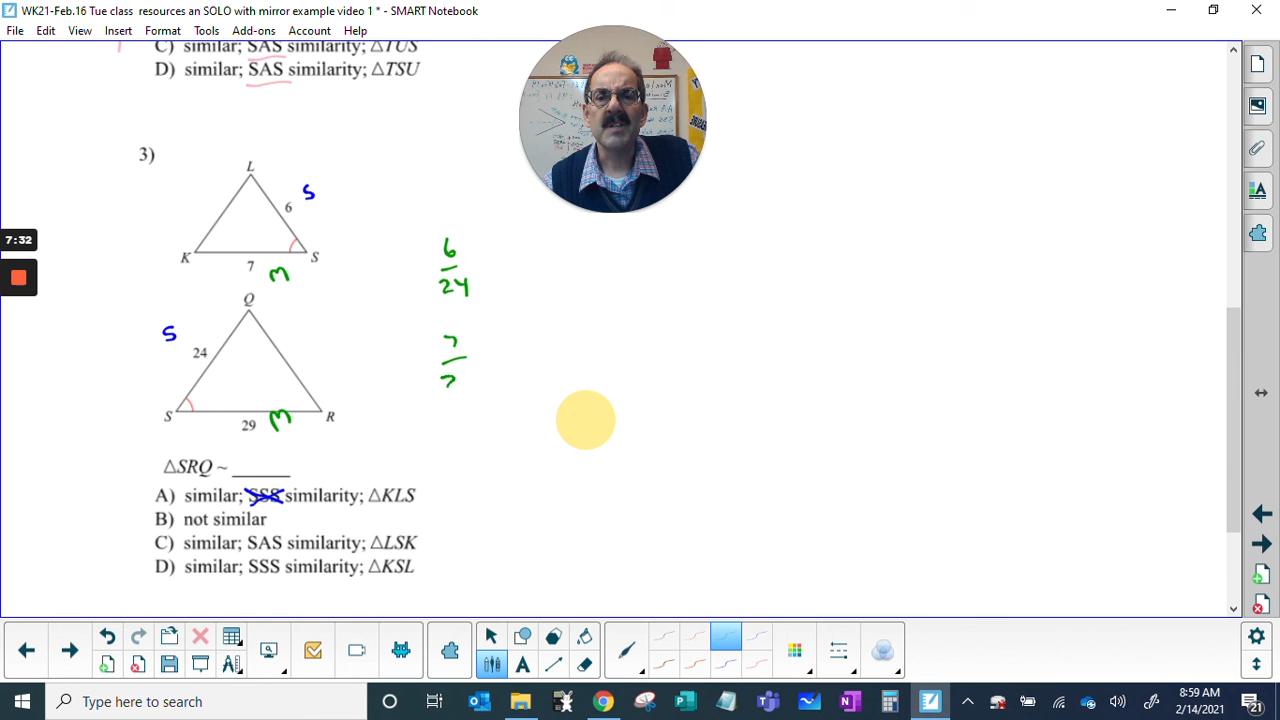 WK21-Feb.16 Tue class resources an SOLO with mirror example video 1 * - SMART Notebook
File Edit View Insert Format Tools Add-ons Account Help
C) similar; SAS similarity; △TUS
D) similar; SAS similarity; △TSU
3)
L
6 S
K S
7 M
Q
S
24
S M R
29
6
24
7
7:32
△SRQ ~ ______
A) similar; SSS similarity; △KLS
B) not similar
C) similar; SAS similarity; △LSK
D) similar; SSS similarity; △KSL
Type here to search
8:59 AM
2/14/2021
21